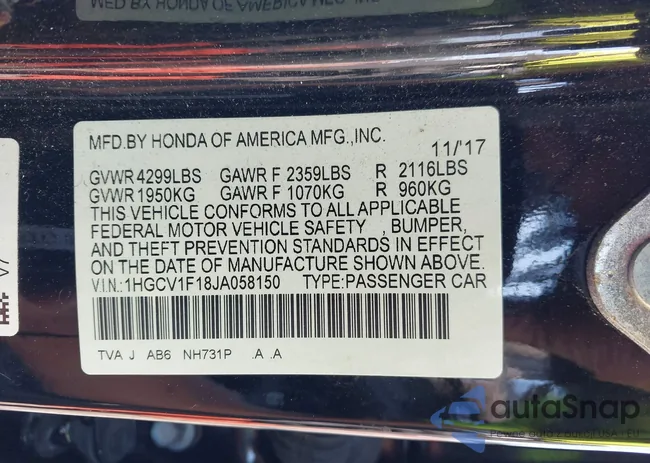 MFD.BY HONDA OF AMERICA MFG.,INC.
11/'17
GVWR 4299LBS GAWR F 2359LBS R 2116LBS
GVWR 1950KG GAWR F 1070KG R 960KG
THIS VEHICLE CONFORMS TO ALL APPLICABLE
FEDERAL MOTOR VEHICLE SAFETY , BUMPER,
AND THEFT PREVENTION STANDARDS IN EFFECT
ON THE DATE OF MANUFACTURE SHOWN ABOVE.
V.I.N.:1HGCV1F18JA058150 TYPE:PASSENGER CAR
TVA J AB6 NH731P .A .A
V7
autaSnap